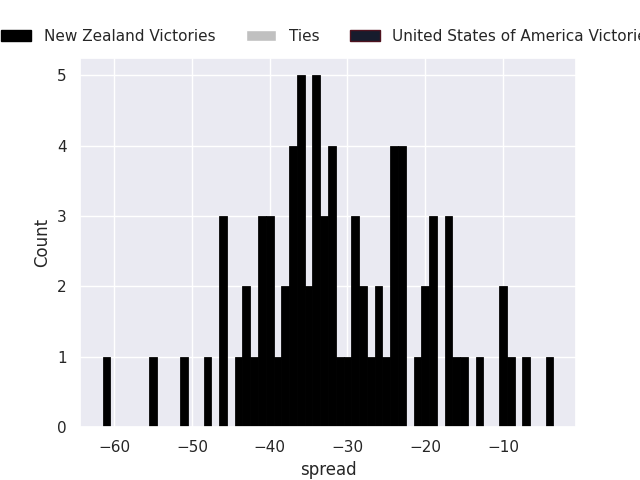 New Zealand Victories Ties United States of America Victorie
5
4
3
2
1
0
Count
−60 −50 −40 −30 −20 −10
spread